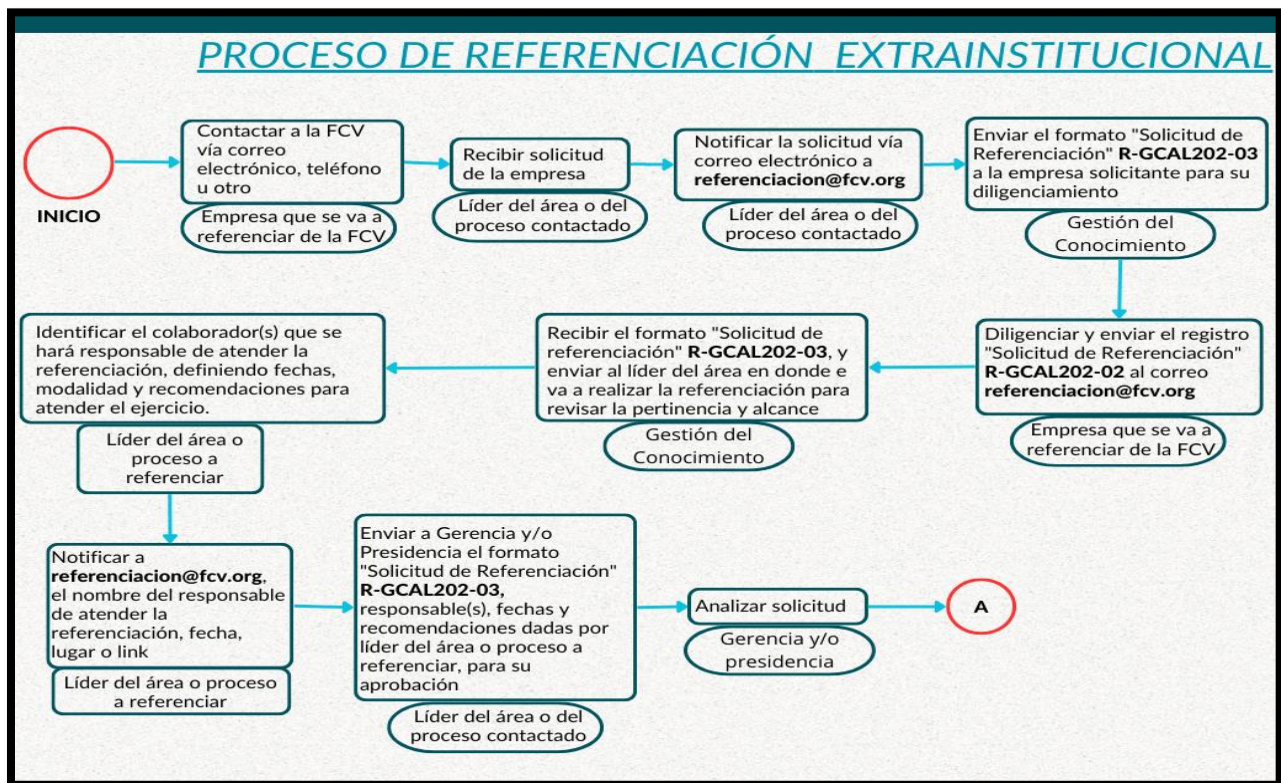 PROCESO DE REFERENCIACIÓN EXTRAINSTITUCIONAL
INICIO
Contactar a la FCV
vía correo
electrónico, teléfono
u otro
Empresa que se va a
referenciar de la FCV
Recibir solicitud
de la empresa
Líder del área o del
proceso contactado
Notificar la solicitud vía
correo electrónico a
referenciacion@fcv.org
Líder del área o del
proceso contactado
Enviar el formato "Solicitud de
Referenciación" R-GCAL202-03
a la empresa solicitante para su
diligenciamiento
Gestión del
Conocimiento
Diligenciar y enviar el registro
"Solicitud de Referenciación"
R-GCAL202-02 al correo
referenciacion@fcv.org
Empresa que se va a
referenciar de la FCV
Recibir el formato "Solicitud de
referenciación" R-GCAL202-03, y
enviar al líder del área en donde e
va a realizar la referenciación para
revisar la pertinencia y alcance
Gestión del
Conocimiento
Identificar el colaborador(s) que se
hará responsable de atender la
referenciación, definiendo fechas,
modalidad y recomendaciones para
atender el ejercicio.
Líder del área o
proceso a
referenciar
Notificar a
referenciacion@fcv.org,
el nombre del responsable
de atender la
referenciación, fecha,
lugar o link
Líder del área o proceso
a referenciar
Enviar a Gerencia y/o
Presidencia el formato
"Solicitud de Referenciación"
R-GCAL202-03,
responsable(s), fechas y
recomendaciones dadas por
líder del área o proceso a
referenciar, para su
aprobación
Líder del área o del
proceso contactado
Analizar solicitud
Gerencia y/o
presidencia
A